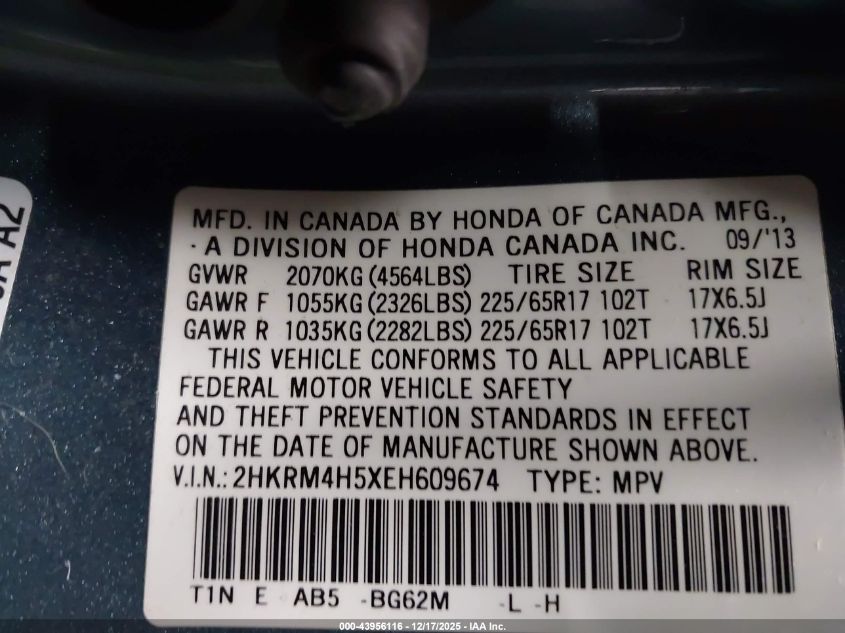 MFD. IN CANADA BY HONDA OF CANADA MFG.,
· A DIVISION OF HONDA CANADA INC. 09/'13
GVWR 2070KG (4564LBS) TIRE SIZE RIM SIZE
GAWR F 1055KG (2326LBS) 225/65R17 102T 17X6.5J
GAWR R 1035KG (2282LBS) 225/65R17 102T 17X6.5J
THIS VEHICLE CONFORMS TO ALL APPLICABLE
FEDERAL MOTOR VEHICLE SAFETY
AND THEFT PREVENTION STANDARDS IN EFFECT
ON THE DATE OF MANUFACTURE SHOWN ABOVE.
V.I.N.: 2HKRM4H5XEH609674 TYPE: MPV
T1N E AB5 -BG62M -L -H
A2
000-43956116 - 12/17/2025 - IAA Inc.